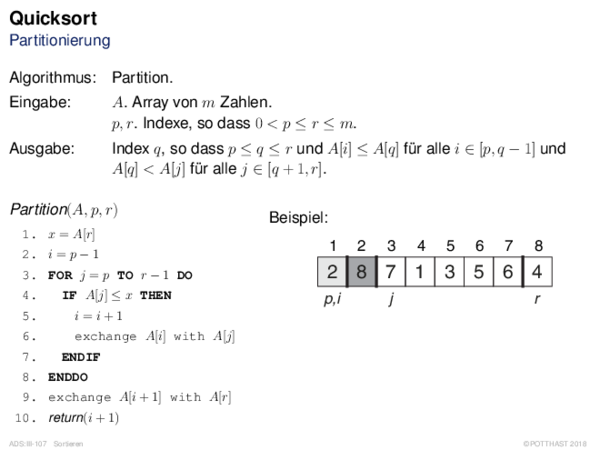 Quicksort
Partitionierung
Algorithmus: Partition.
Eingabe: A. Array von m Zahlen.
p, r. Indexe, so dass 0 < p ≤ r ≤ m.
Ausgabe: Index q, so dass p ≤ q ≤ r und A[i] ≤ A[q] für alle i ∈ [p, q − 1] und
A[q] < A[j] für alle j ∈ [q + 1, r].
Partition(A, p, r)
1. x = A[r]
2. i = p − 1
3. FOR j = p TO r − 1 DO
4. IF A[j] ≤ x THEN
5. i = i + 1
6. exchange A[i] with A[j]
7. ENDIF
8. ENDDO
9. exchange A[i + 1] with A[r]
10. return(i + 1)
Beispiel:
1 2 3 4 5 6 7 8
2 8 7 1 3 5 6 4
p,i j r
ADS:III-107 Sortieren
©POTTHAST 2018